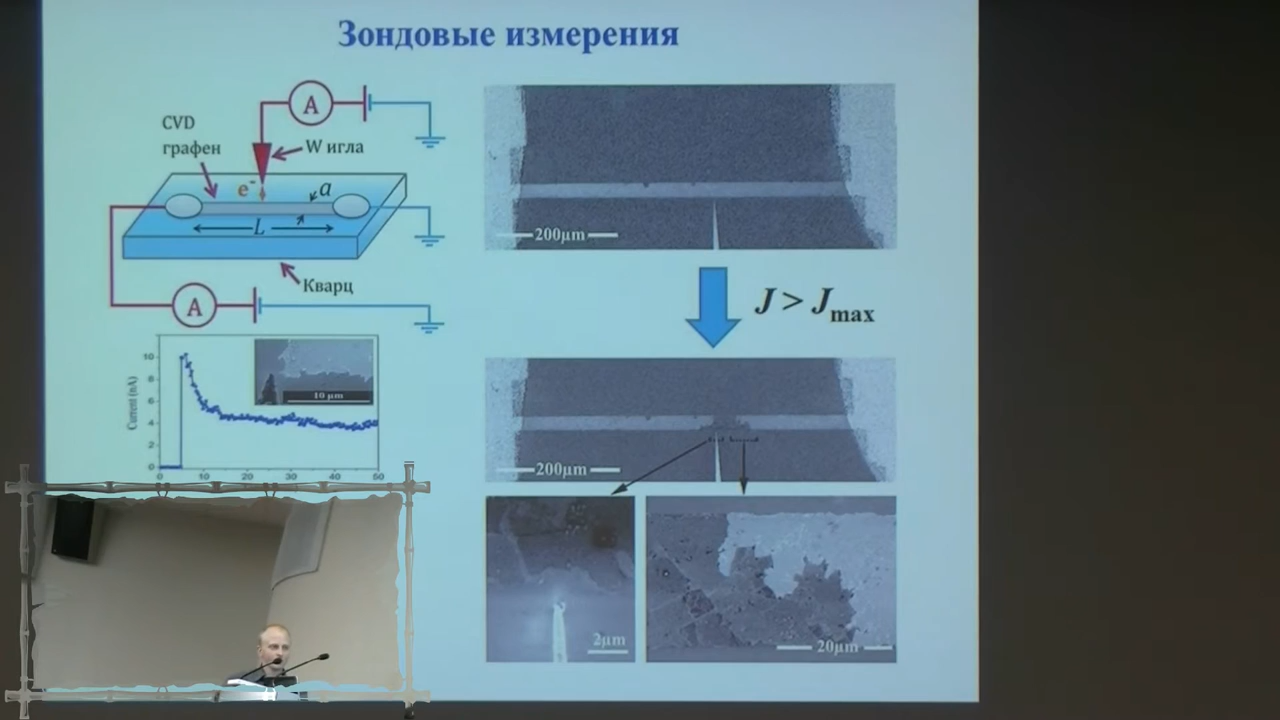 Зондовые измерения
A
CVD
графен
W игла
e⁻
a
L
Кварц
A
Current (nA)
10
8
6
4
2
0
10 μm
0 10 20 30 40 50
200μm
J > Jmax
200μm
2μm
20μm